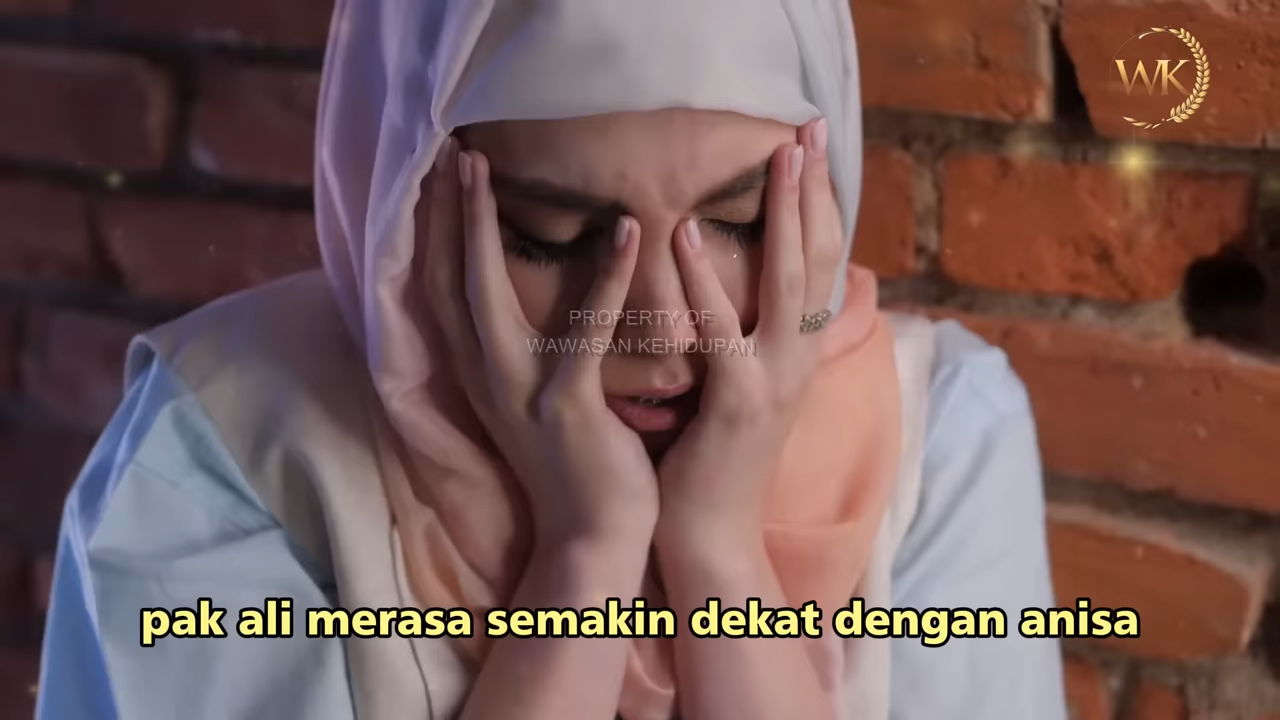 WK
PROPERTY OF
WAWASAN KEHIDUPAN
pak ali merasa semakin dekat dengan anisa